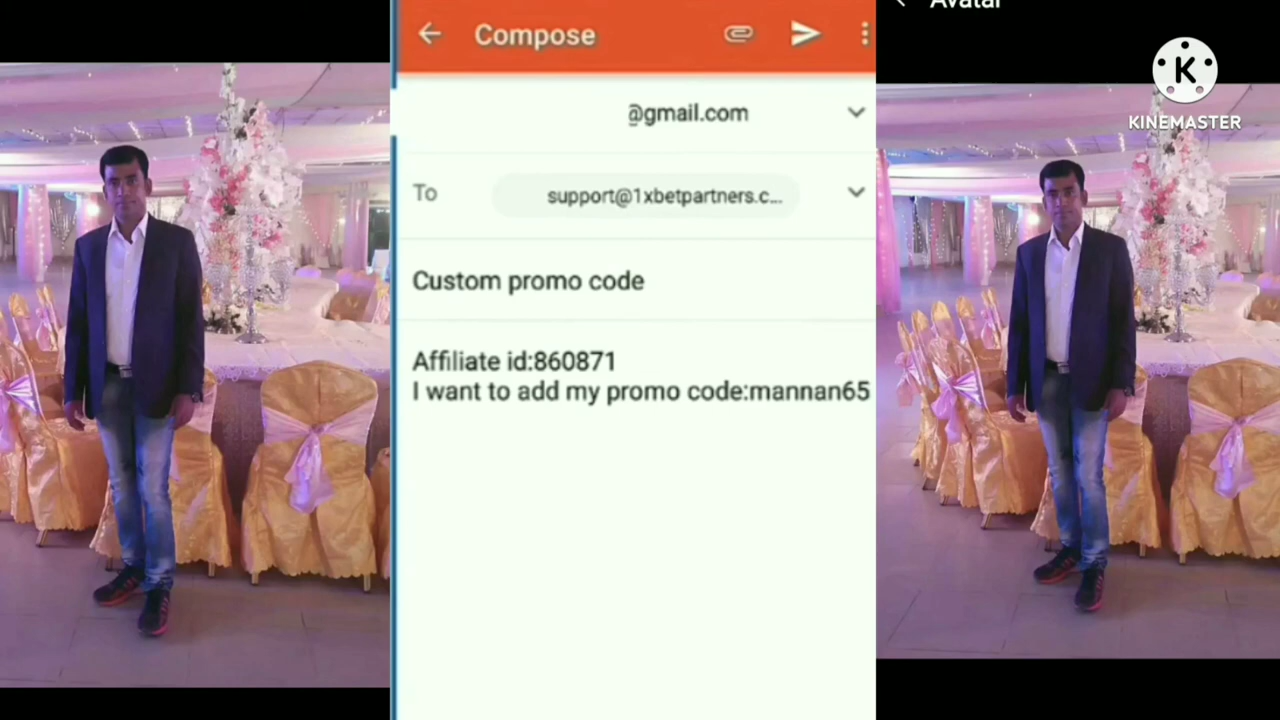 Compose
@gmail.com
To
support@1xbetpartners.c...
Custom promo code
Affiliate id:860871
I want to add my promo code:mannan65
Avatar
K
KINEMASTER